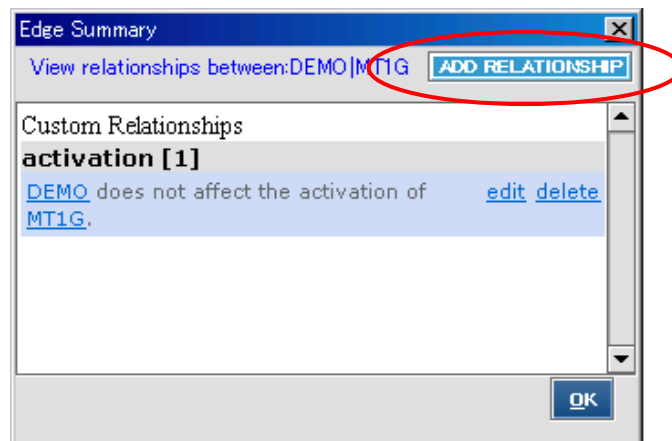 Edge Summary
View relationships between:DEMO|MT1G ADD RELATIONSHIP
Custom Relationships
activation [1]
DEMO does not affect the activation of edit delete
MT1G.
OK